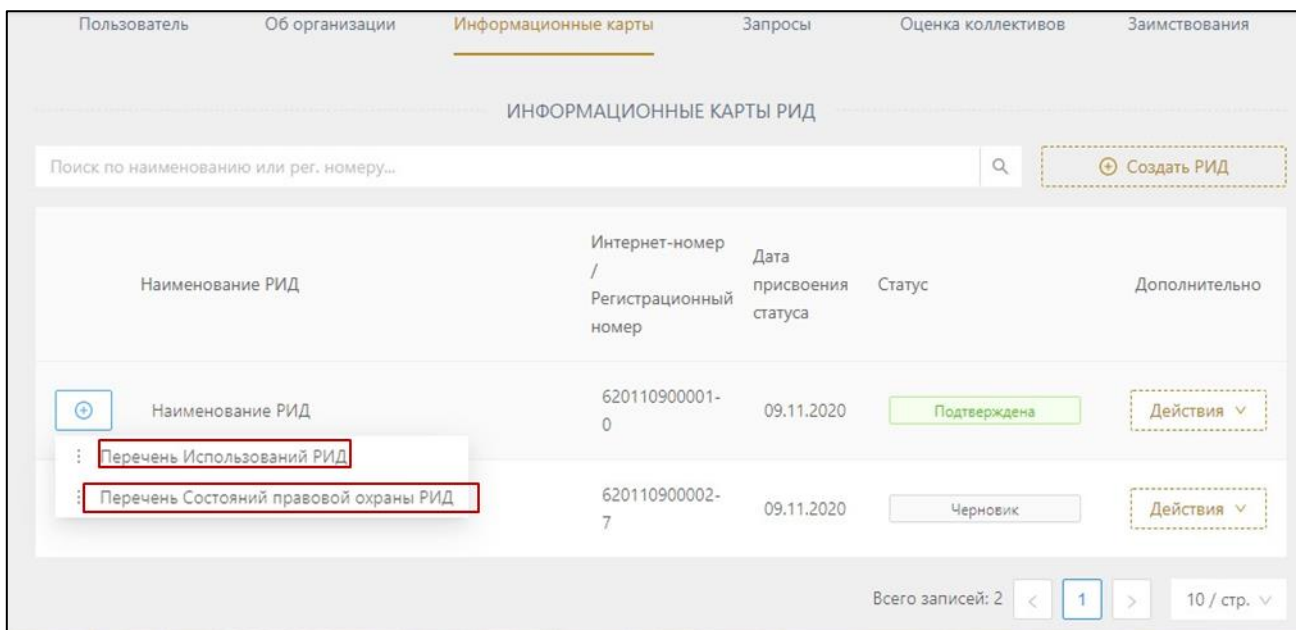 Пользователь Об организации Информационные карты Запросы Оценка коллективов Заимствования
ИНФОРМАЦИОННЫЕ КАРТЫ РИД
Поиск по наименованию или рег. номеру...
Создать РИД
Наименование РИД
Интернет-номер
/
Регистрационный
номер
Дата
присвоения
статуса
Статус
Дополнительно
Наименование РИД
620110900001-
0
09.11.2020
Подтверждена
Действия
Перечень Использований РИД
Перечень Состояний правовой охраны РИД
620110900002-
7
09.11.2020
Черновик
Действия
Всего записей: 2 < 1 > 10 / стр.